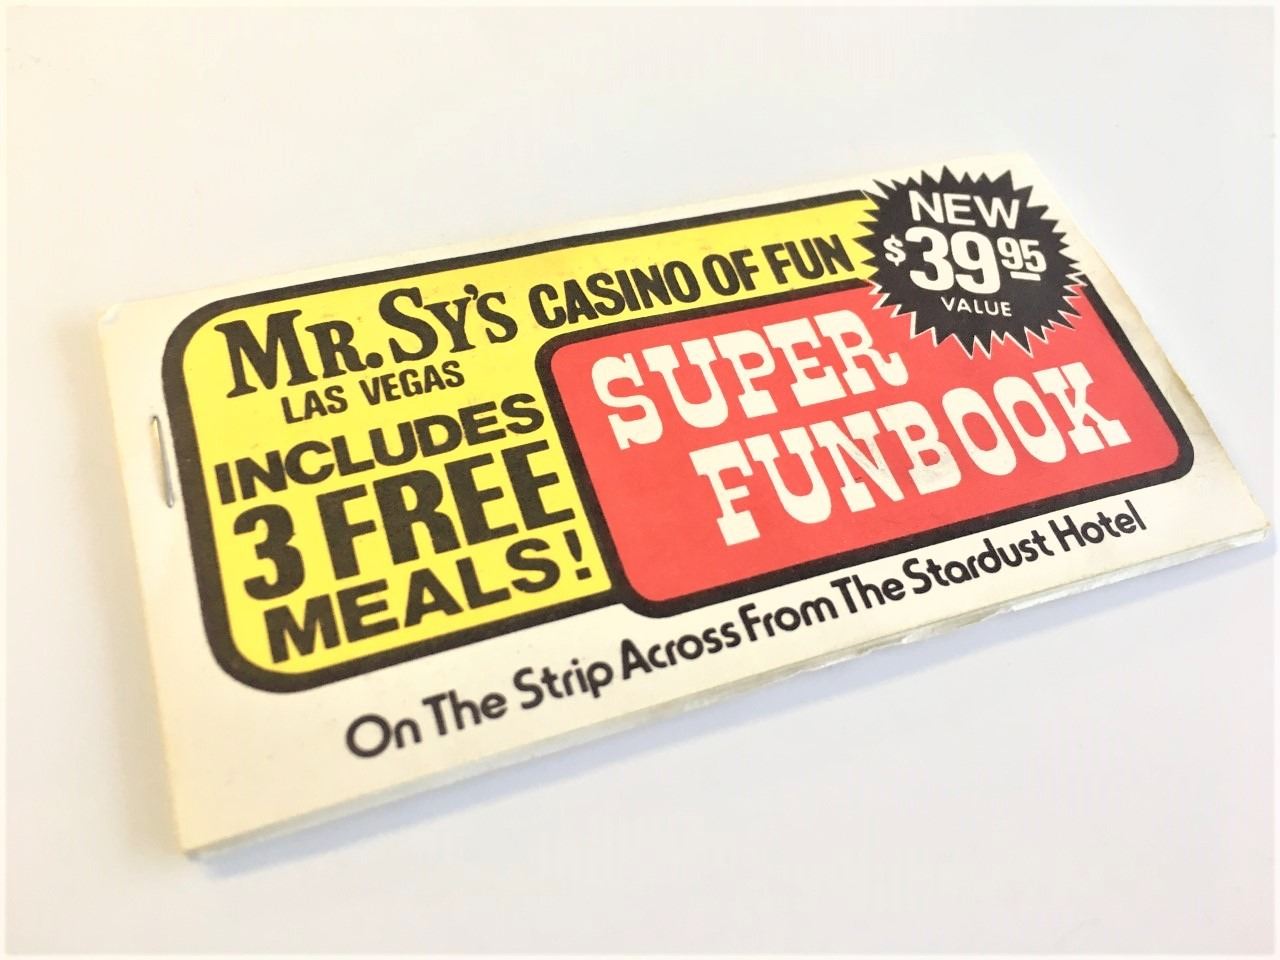 MR. SY'S CASINO OF FUN
LAS VEGAS
INCLUDES
3 FREE
MEALS!
NEW
$39.95
VALUE
SUPER
FUNBOOK
On The Strip Across From The Stardust Hotel